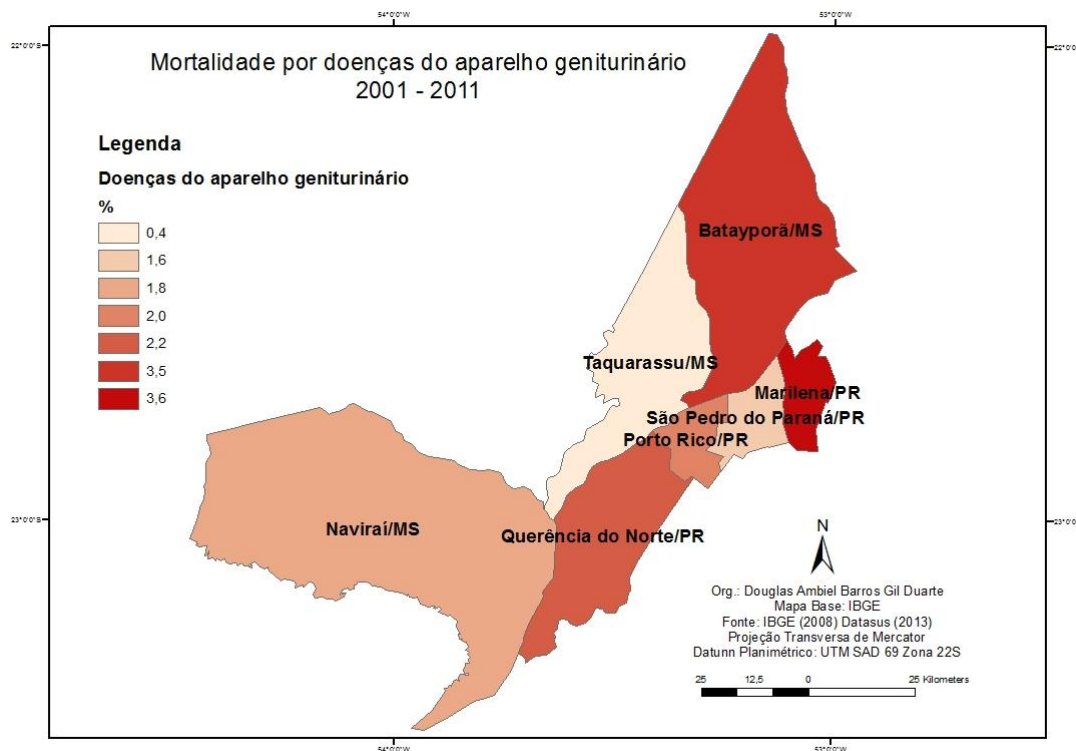 54°0'0"W
53°0'0"W
22°0'0"S
22°0'0"S
Mortalidade por doenças do aparelho geniturinário
2001 - 2011
Legenda
Doenças do aparelho geniturinário
%
0,4
1,6
1,8
2,0
2,2
3,5
3,6
Batayporã/MS
Taquarassu/MS
Marilena/PR
São Pedro do Paraná/PR
Porto Rico/PR
Naviraí/MS
Querência do Norte/PR
23°0'0"S
23°0'0"S
N
Org.: Douglas Ambiel Barros Gil Duarte
Mapa Base: IBGE
Fonte: IBGE (2008) Datasus (2013)
Projeção Transversa de Mercator
Datunn Planimétrico: UTM SAD 69 Zona 22S
25 12,5 0 25 Kilometers
54°0'0"W
53°0'0"W